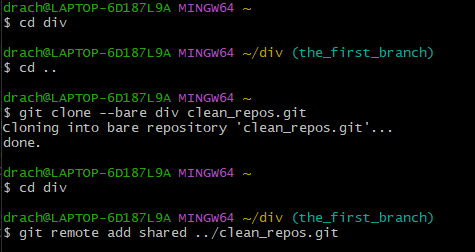 drach@LAPTOP-6D187L9A MINGW64 ~
$ cd div
drach@LAPTOP-6D187L9A MINGW64 ~/div (the_first_branch)
$ cd ..
drach@LAPTOP-6D187L9A MINGW64 ~
$ git clone --bare div clean_repos.git
Cloning into bare repository 'clean_repos.git'...
done.
drach@LAPTOP-6D187L9A MINGW64 ~
$ cd div
drach@LAPTOP-6D187L9A MINGW64 ~/div (the_first_branch)
$ git remote add shared ../clean_repos.git